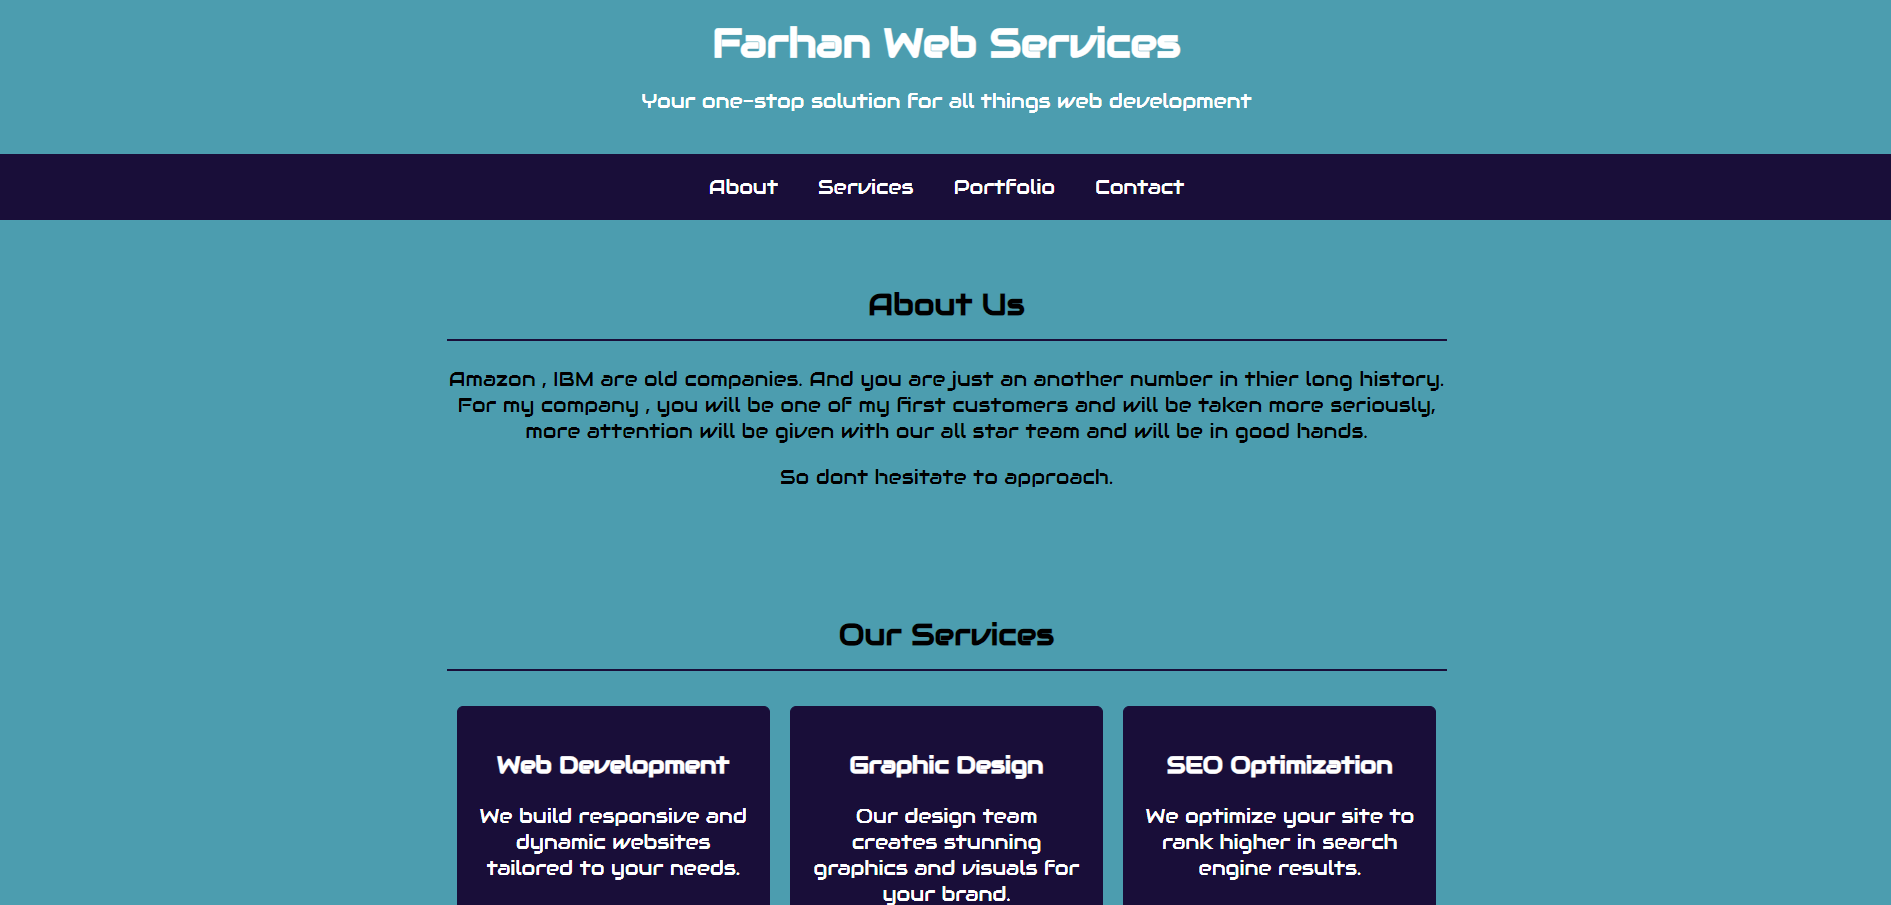 Farhan Web Services
Your one-stop solution for all things web development
About Services Portfolio Contact
About Us
Amazon , IBM are old companies. And you are just an another number in thier long history.
For my company , you will be one of my first customers and will be taken more seriously,
more attention will be given with our all star team and will be in good hands.
So dont hesitate to approach.
Our Services
Web Development
We build responsive and
dynamic websites
tailored to your needs.
Graphic Design
Our design team
creates stunning
graphics and visuals for
your brand.
SEO Optimization
We optimize your site to
rank higher in search
engine results.